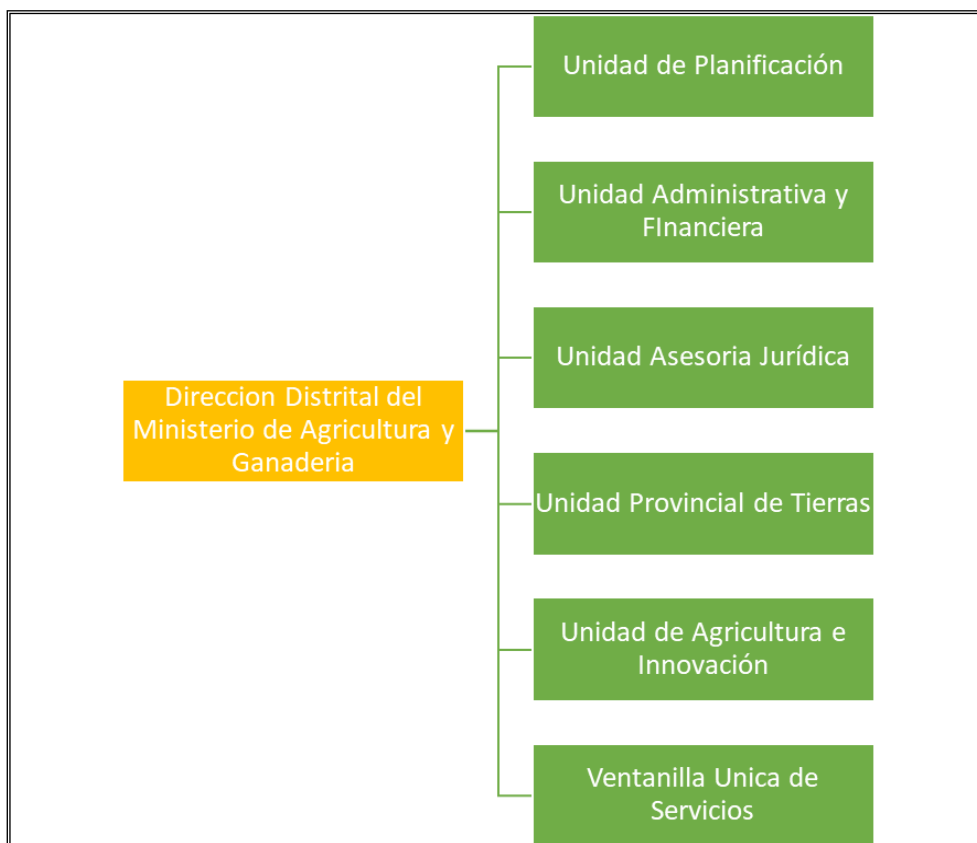 Unidad de Planificación
Unidad Administrativa y
FInanciera
Unidad Asesoria Jurídica
Direccion Distrital del
Ministerio de Agricultura y
Ganaderia
Unidad Provincial de Tierras
Unidad de Agricultura e
Innovación
Ventanilla Unica de
Servicios